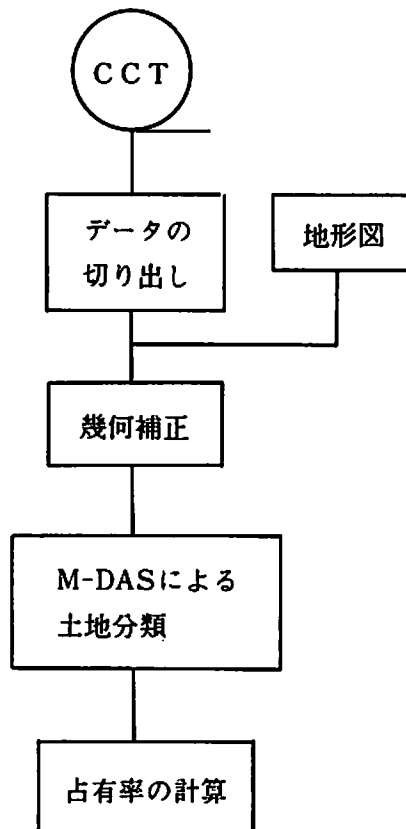 CCT
データの
切り出し
地形図
幾何補正
M-DASによる
土地分類
占有率の計算